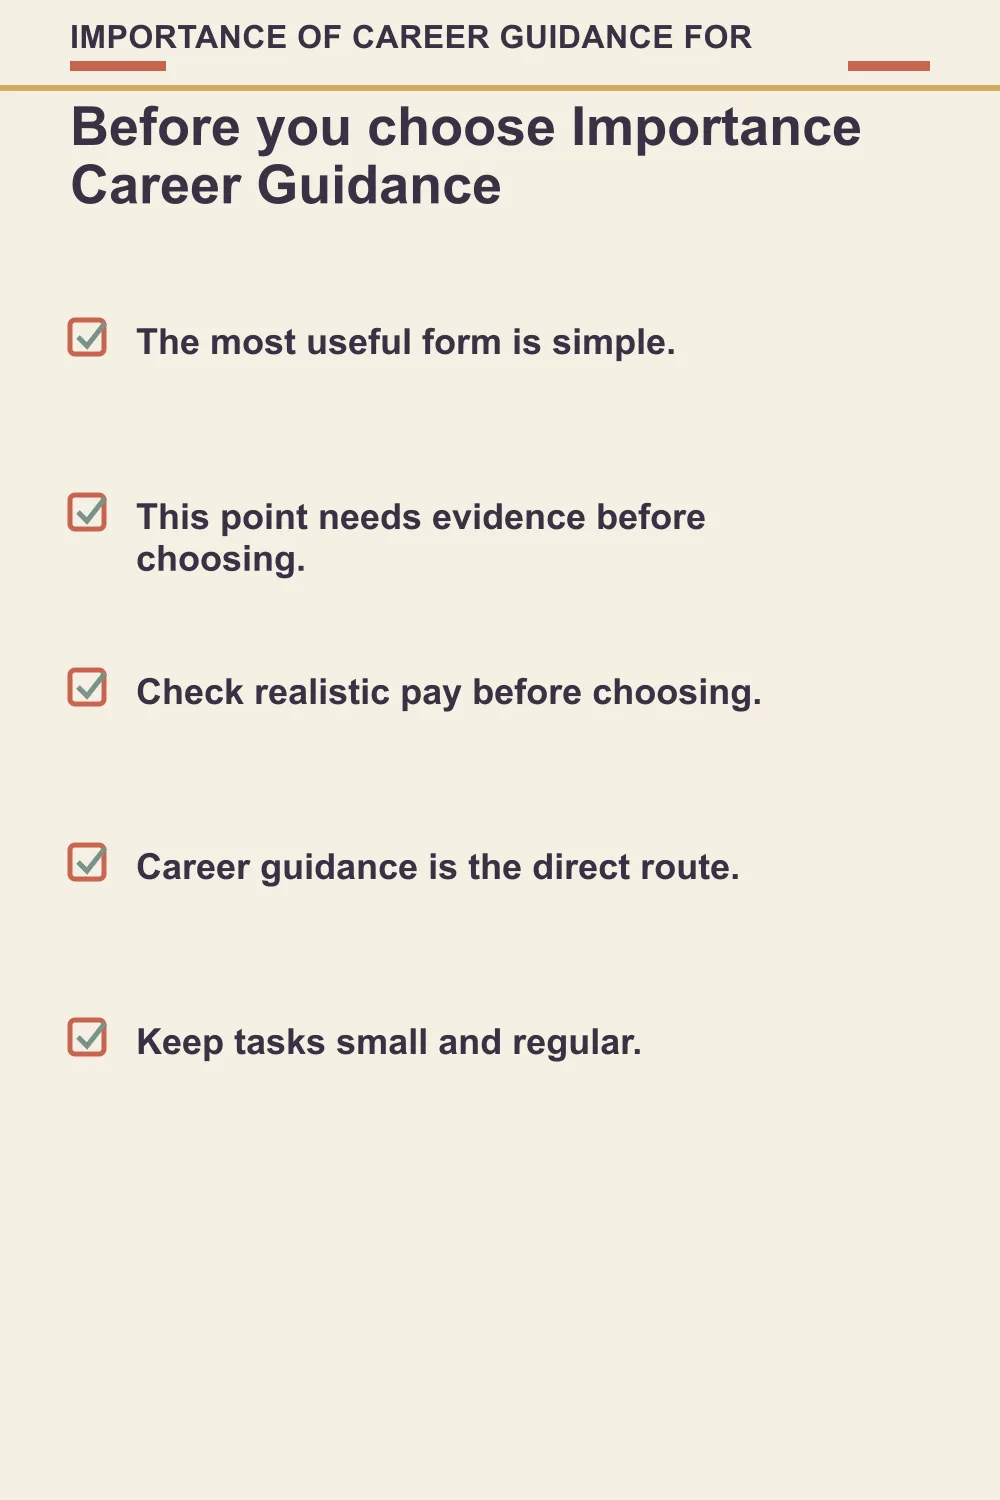 IMPORTANCE OF CAREER GUIDANCE FOR
Before you choose Importance
Career Guidance
The most useful form is simple.
This point needs evidence before
choosing.
Check realistic pay before choosing.
Career guidance is the direct route.
Keep tasks small and regular.